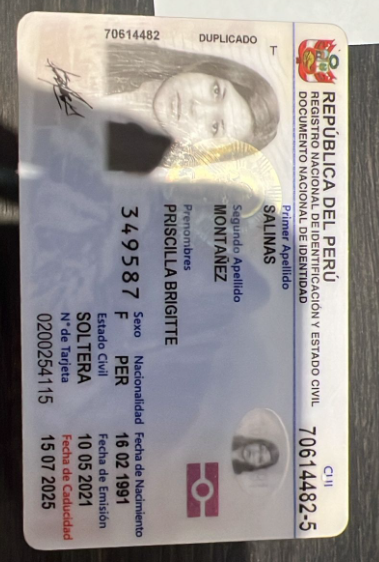 REPÚBLICA DEL PERÚ
REGISTRO NACIONAL DE IDENTIFICACIÓN Y ESTADO CIVIL
DOCUMENTO NACIONAL DE IDENTIDAD
CUI
70614482-5
70614482
DUPLICADO
T
Primer Apellido
SALINAS
Segundo Apellido
MONTAÑEZ
Prenombres
PRISCILLA BRIGITTE
Sexo Nacionalidad Fecha de Nacimiento
F PER 16 02 1991
349587
Estado Civil Fecha de Emisión
SOLTERA 10 05 2021
N° de Tarjeta Fecha de Caducidad
0200254115 15 07 2025